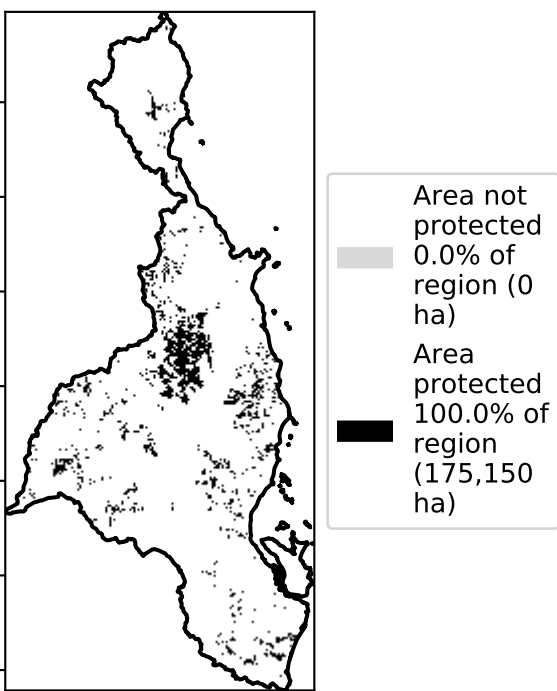 Area not
protected
0.0% of
region (0
ha)
Area
protected
100.0% of
region
(175,150
ha)